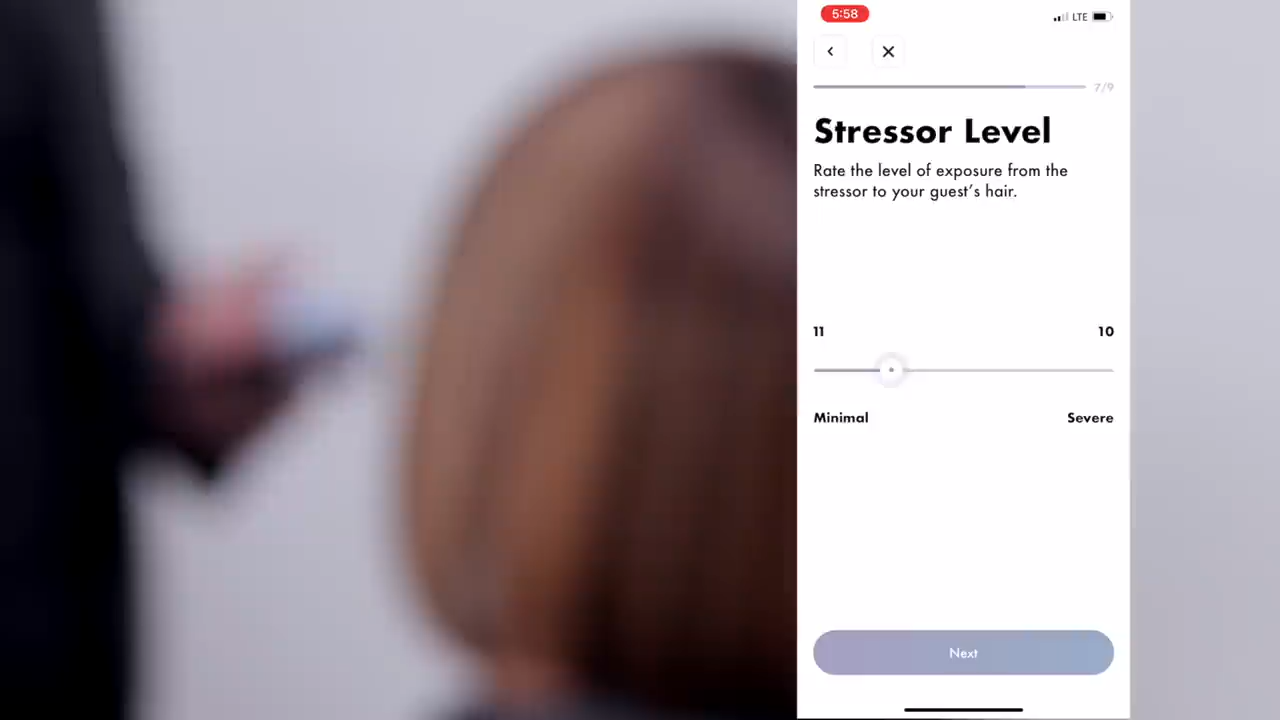 5:58
LTE
7/9
Stressor Level
Rate the level of exposure from the
stressor to your guest's hair.
11 10
Minimal Severe
Next